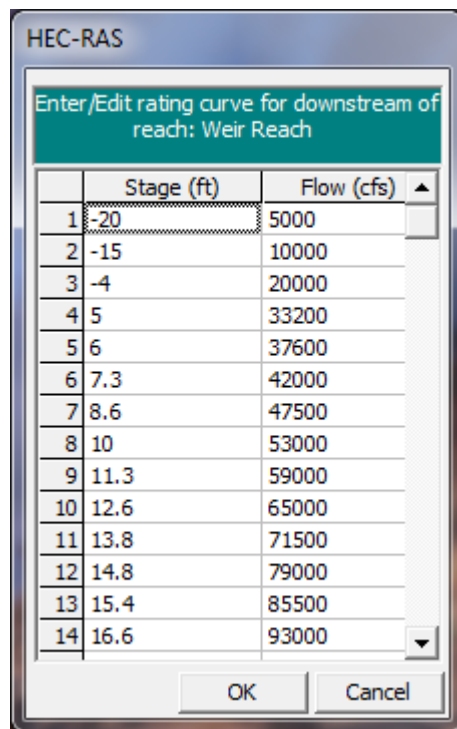 HEC-RAS
Enter/Edit rating curve for downstream of
reach: Weir Reach
Stage (ft) Flow (cfs)
1 -20 5000
2 -15 10000
3 -4 20000
4 5 33200
5 6 37600
6 7.3 42000
7 8.6 47500
8 10 53000
9 11.3 59000
10 12.6 65000
11 13.8 71500
12 14.8 79000
13 15.4 85500
14 16.6 93000
OK Cancel